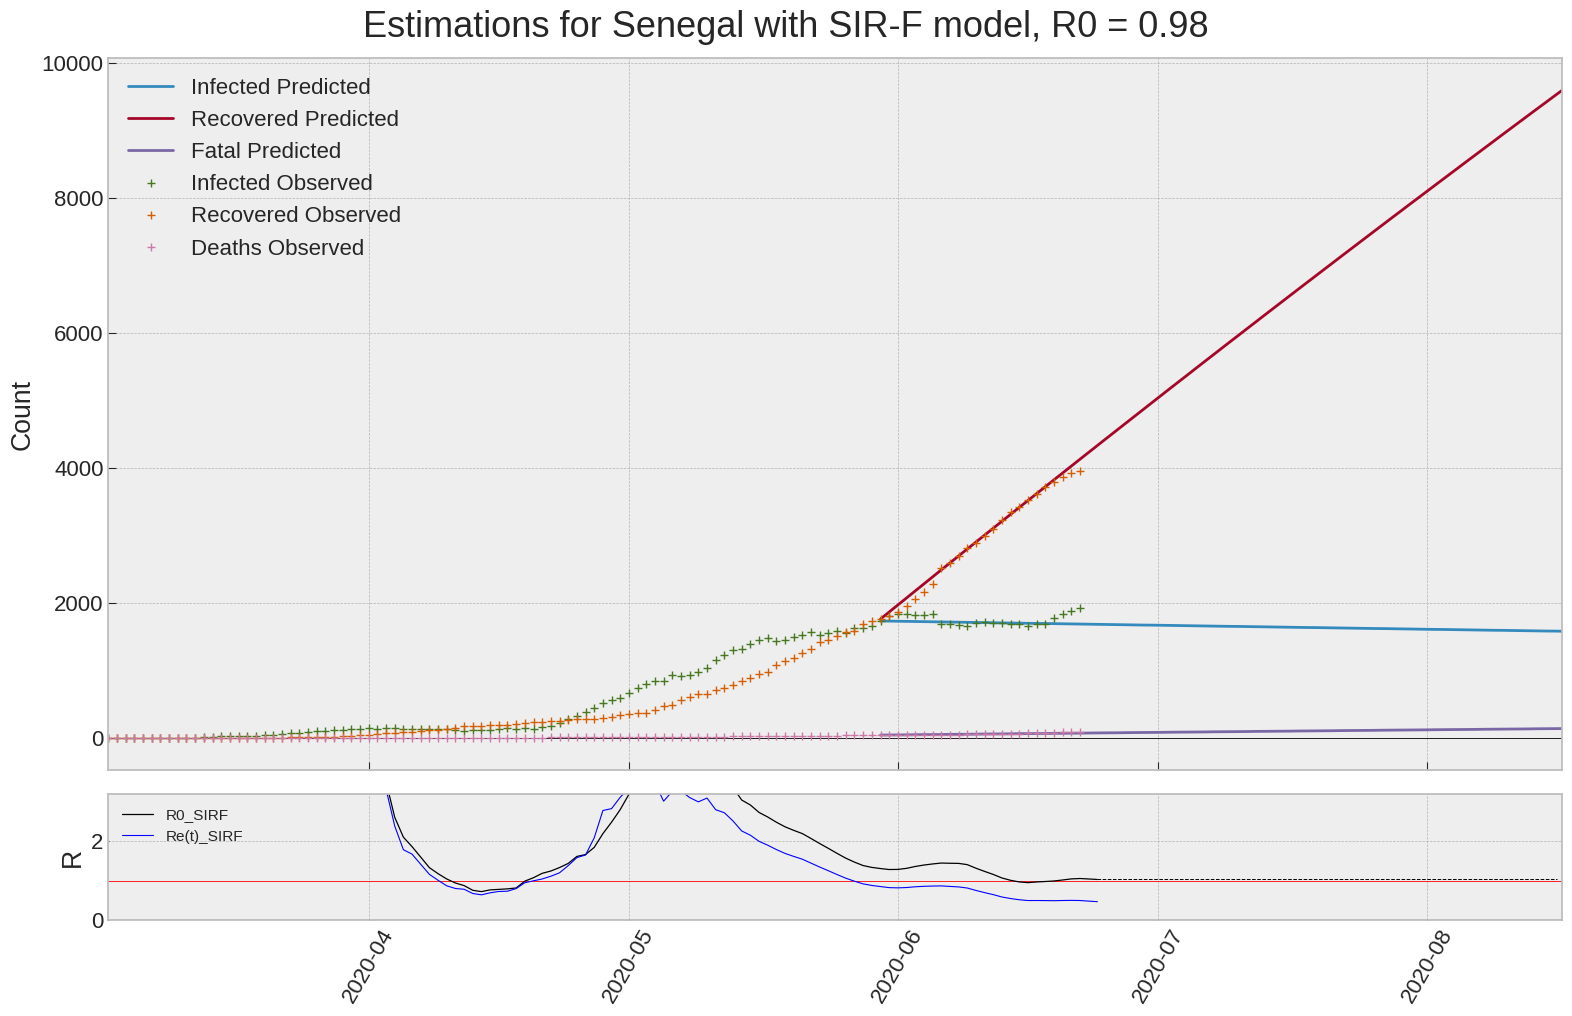 Estimations for Senegal with SIR-F model, R0 = 0.98
10000
8000
6000
4000
2000
0
Count
Infected Predicted
Recovered Predicted
Fatal Predicted
Infected Observed
Recovered Observed
Deaths Observed
R0_SIRF
Re(t)_SIRF
2
0
R
2020-04
2020-05
2020-06
2020-07
2020-08